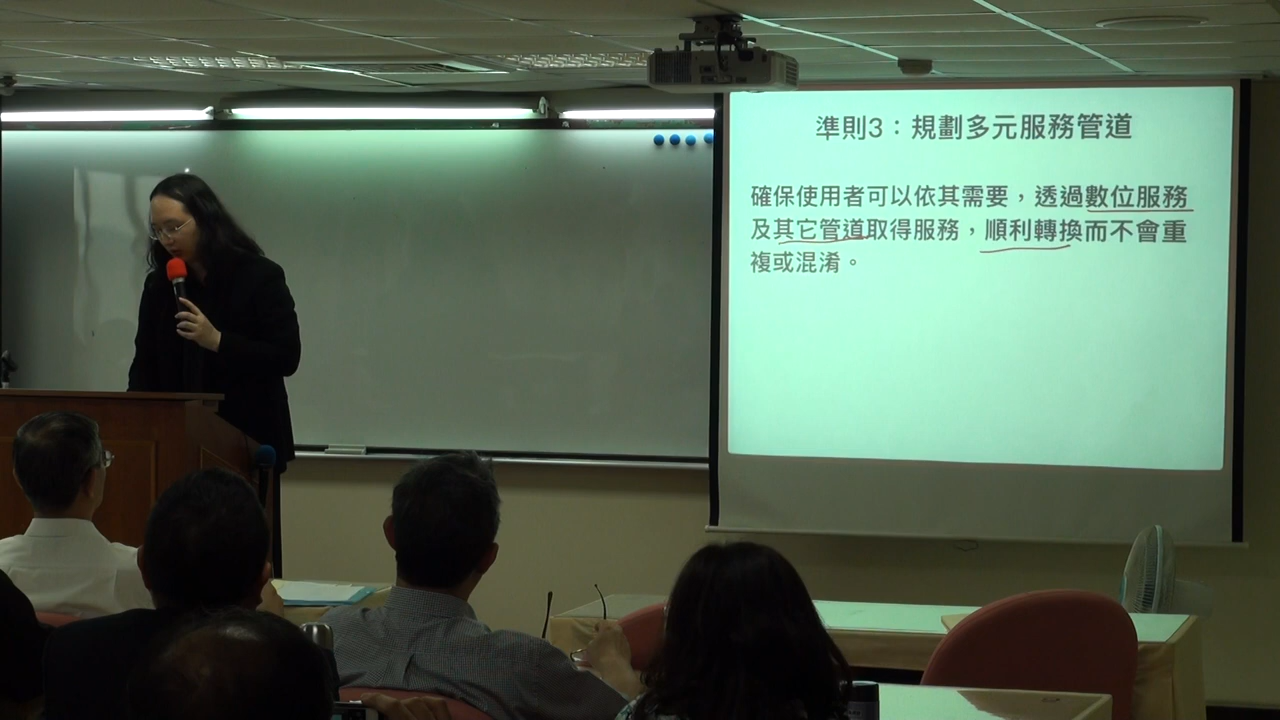 準則3：規劃多元服務管道
確保使用者可以依其需要，透過數位服務
及其它管道取得服務，順利轉換而不會重
複或混淆。